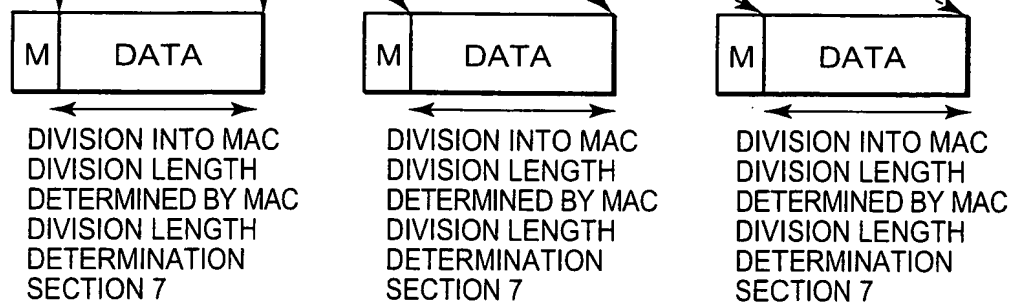 M DATA
M DATA
M DATA
DIVISION INTO MAC
DIVISION LENGTH
DETERMINED BY MAC
DIVISION LENGTH
DETERMINATION
SECTION 7
DIVISION INTO MAC
DIVISION LENGTH
DETERMINED BY MAC
DIVISION LENGTH
DETERMINATION
SECTION 7
DIVISION INTO MAC
DIVISION LENGTH
DETERMINED BY MAC
DIVISION LENGTH
DETERMINATION
SECTION 7